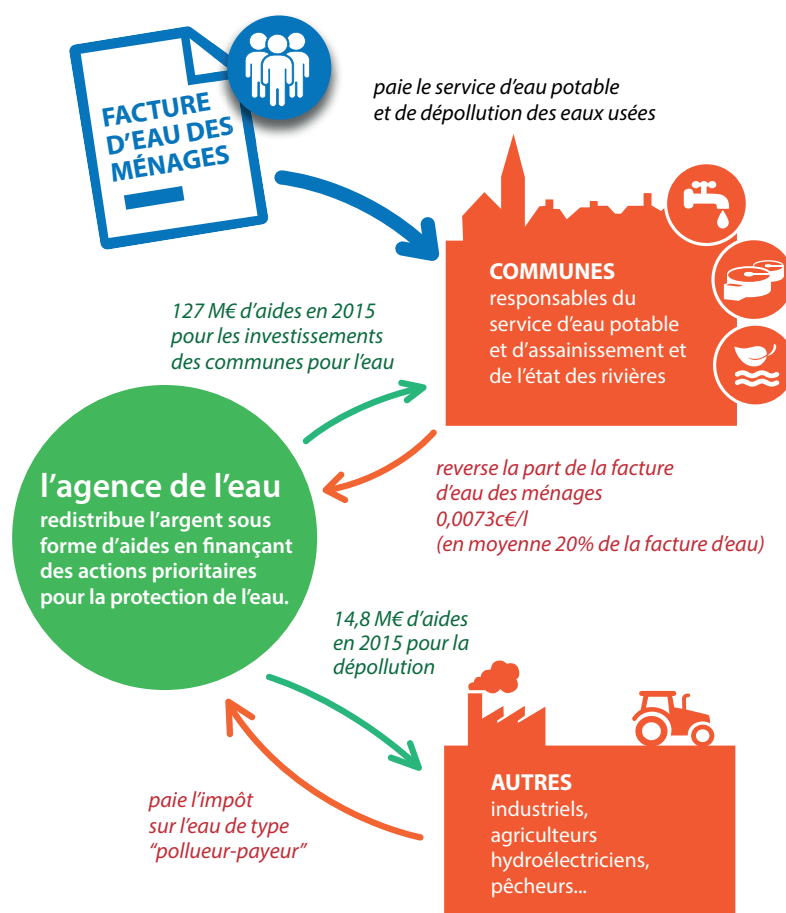 FACTURE
D'EAU DES
MÉNAGES
paie le service d'eau potable
et de dépollution des eaux usées
COMMUNES
responsables du
service d'eau potable
et d'assainissement et
de l'état des rivières
127 M€ d'aides en 2015
pour les investissements
des communes pour l'eau
l'agence de l'eau
redistribue l'argent sous
forme d'aides en finançant
des actions prioritaires
pour la protection de l'eau.
reverse la part de la facture
d'eau des ménages
0,0073c€/l
(en moyenne 20% de la facture d'eau)
14,8 M€ d'aides
en 2015 pour la
dépollution
paie l'impôt
sur l'eau de type
“pollueur-payeur”
AUTRES
industriels,
agriculteurs
hydroélectriciens,
pêcheurs...